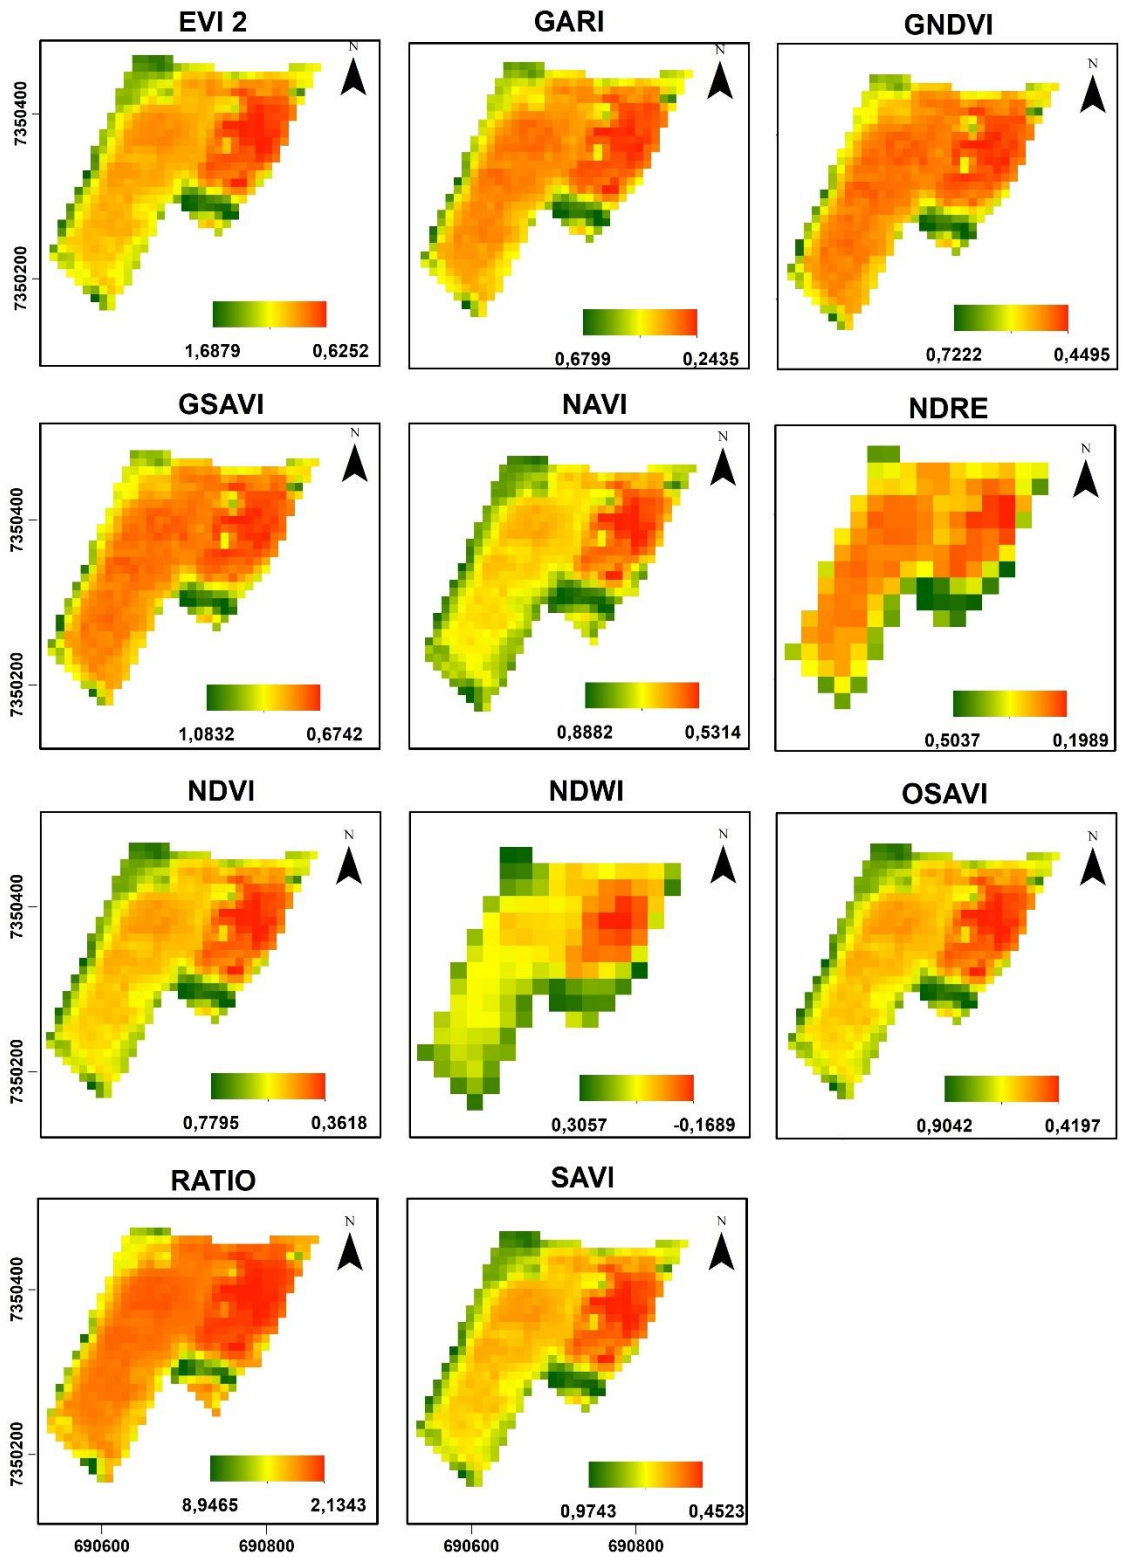 EVI 2
GARI
GNDVI
N
N
N
7350400
7350200
1,6879 0,6252
0,6799 0,2435
0,7222 0,4495
GSAVI
NAVI
NDRE
N
N
N
7350400
7350200
1,0832 0,6742
0,8882 0,5314
0,5037 0,1989
NDVI
NDWI
OSAVI
N
N
N
7350400
7350200
0,7795 0,3618
0,3057 -0,1689
0,9042 0,4197
RATIO
SAVI
N
N
7350400
7350200
8,9465 2,1343
0,9743 0,4523
690600 690800
690600 690800